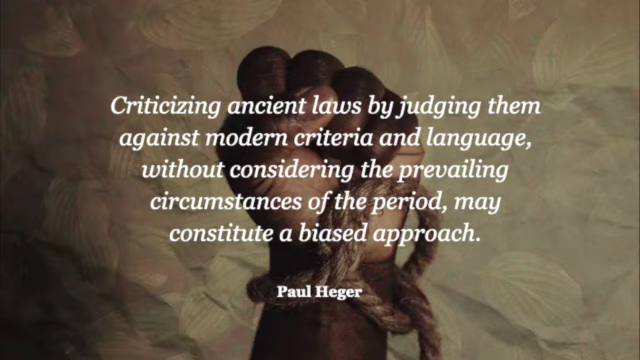 Criticizing ancient laws by judging them
against modern criteria and language,
without considering the prevailing
circumstances of the period, may
constitute a biased approach.
Paul Heger